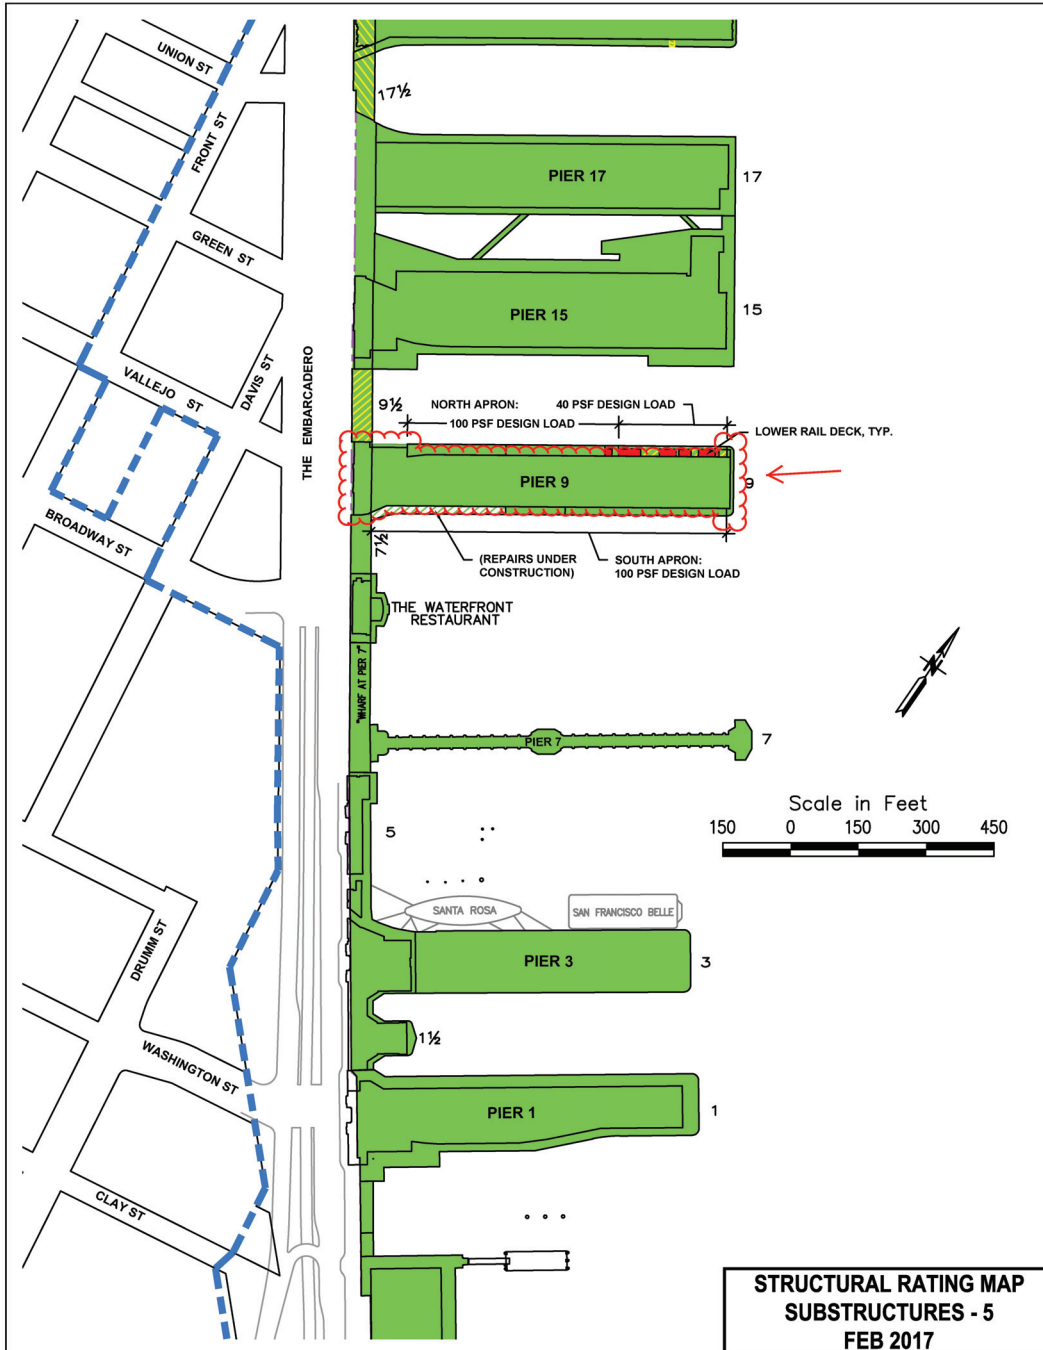 UNION ST
17½
FRONT ST
PIER 17
17
GREEN ST
PIER 15
15
THE EMBARCADERO
VALLEJO ST
DAVIS ST
9½
NORTH APRON:
40 PSF DESIGN LOAD
100 PSF DESIGN LOAD
LOWER RAIL DECK, TYP.
PIER 9
9
BROADWAY ST
7½
(REPAIRS UNDER
CONSTRUCTION)
SOUTH APRON:
100 PSF DESIGN LOAD
THE WATERFRONT
RESTAURANT
"WHARF AT PIER 7"
N
PIER 7
7
Scale in Feet
150 0 150 300 450
5
SANTA ROSA
SAN FRANCISCO BELLE
DRUMM ST
PIER 3
3
1½
WASHINGTON ST
PIER 1
1
CLAY ST
STRUCTURAL RATING MAP
SUBSTRUCTURES - 5
FEB 2017